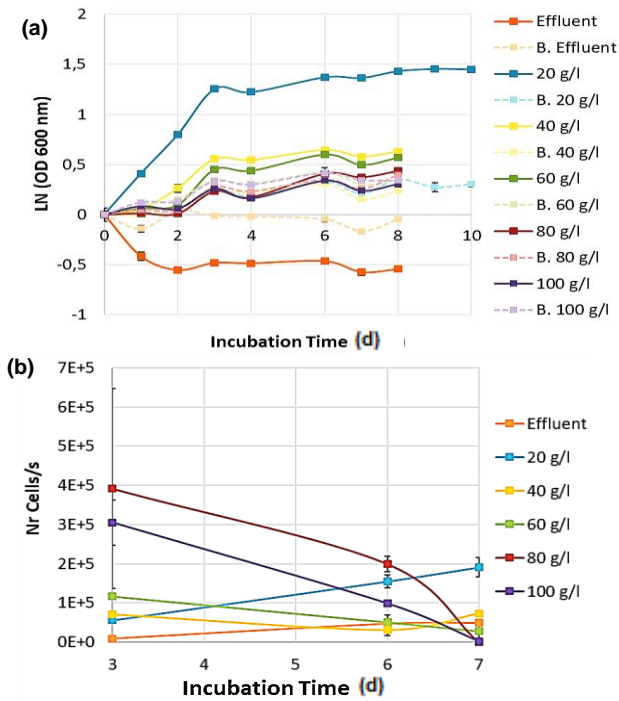 (a)
LN (OD 600 nm)
2
1,5
1
0,5
0
-0,5
-1
0 2 4 6 8 10
Incubation Time (d)
Effluent
B. Effluent
20 g/l
B. 20 g/l
40 g/l
B. 40 g/l
60 g/l
B. 60 g/l
80 g/l
B. 80 g/l
100 g/l
B. 100 g/l
(b)
Nr Cells/s
7E+5
6E+5
5E+5
4E+5
3E+5
2E+5
1E+5
0E+0
3 4 5 6 7
Incubation Time (d)
Effluent
20 g/l
40 g/l
60 g/l
80 g/l
100 g/l